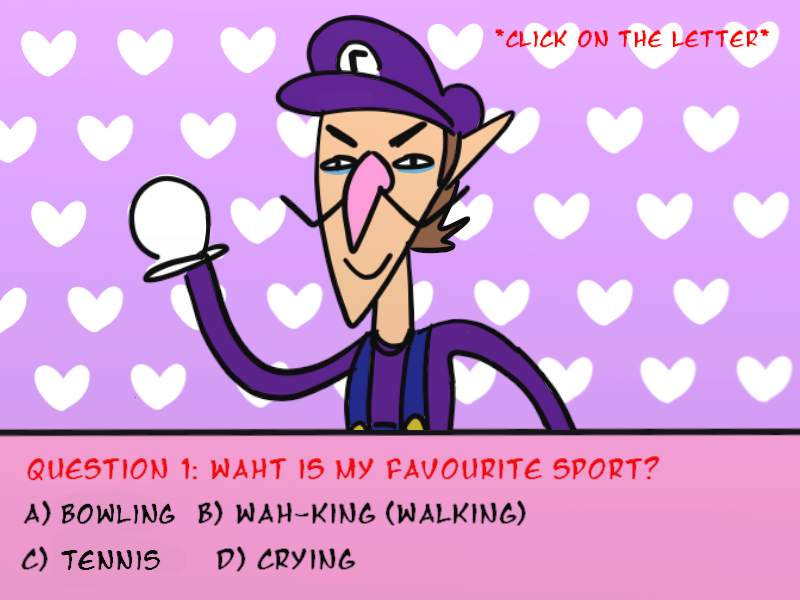 *CLICK ON THE LETTER*
QUESTION 1: WAHT IS MY FAVOURITE SPORT?
A) BOWLING B) WAH-KING (WALKING)
C) TENNIS D) CRYING